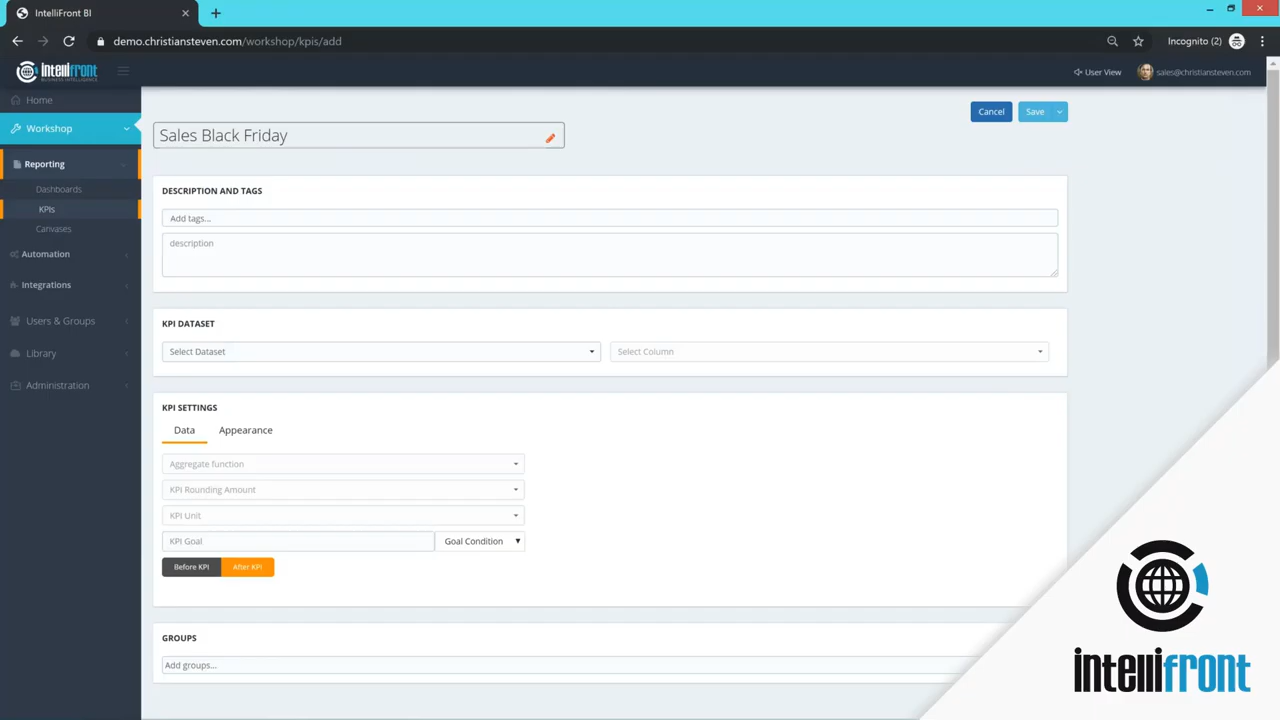 IntelliFront BI
demo.christiansteven.com/workshop/kpis/add
Incognito (2)
intellifront
BUSINESS INTELLIGENCE
User View
sales@christiansteven.com
Home
Workshop
Reporting
Dashboards
KPIs
Canvases
Automation
Integrations
Users & Groups
Library
Administration
Cancel
Save
Sales Black Friday
DESCRIPTION AND TAGS
Add tags...
description
KPI DATASET
Select Dataset
Select Column
KPI SETTINGS
Data
Appearance
Aggregate function
KPI Rounding Amount
KPI Unit
KPI Goal
Goal Condition
Before KPI
After KPI
GROUPS
Add groups...
intellifront